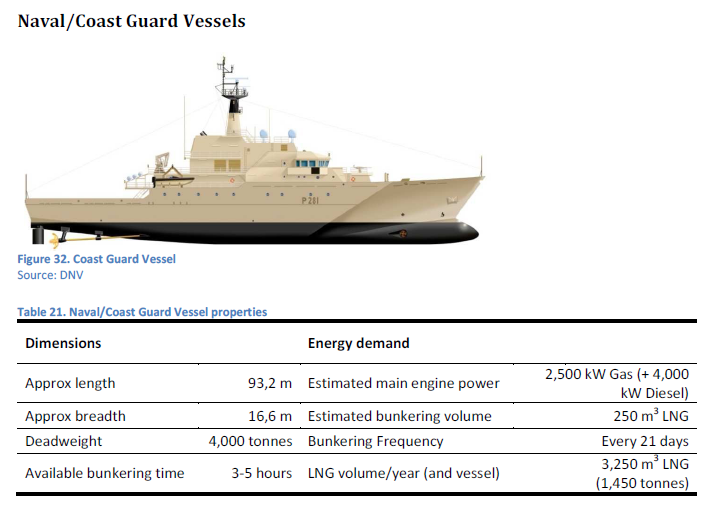 Naval/Coast Guard Vessels
P 281
Figure 32. Coast Guard Vessel
Source: DNV
Table 21. Naval/Coast Guard Vessel properties
Dimensions Energy demand
Approx length 93,2 m Estimated main engine power 2,500 kW Gas (+ 4,000
kW Diesel)
Approx breadth 16,6 m Estimated bunkering volume 250 m³ LNG
Deadweight 4,000 tonnes Bunkering Frequency Every 21 days
Available bunkering time 3-5 hours LNG volume/year (and vessel) 3,250 m³ LNG
(1,450 tonnes)